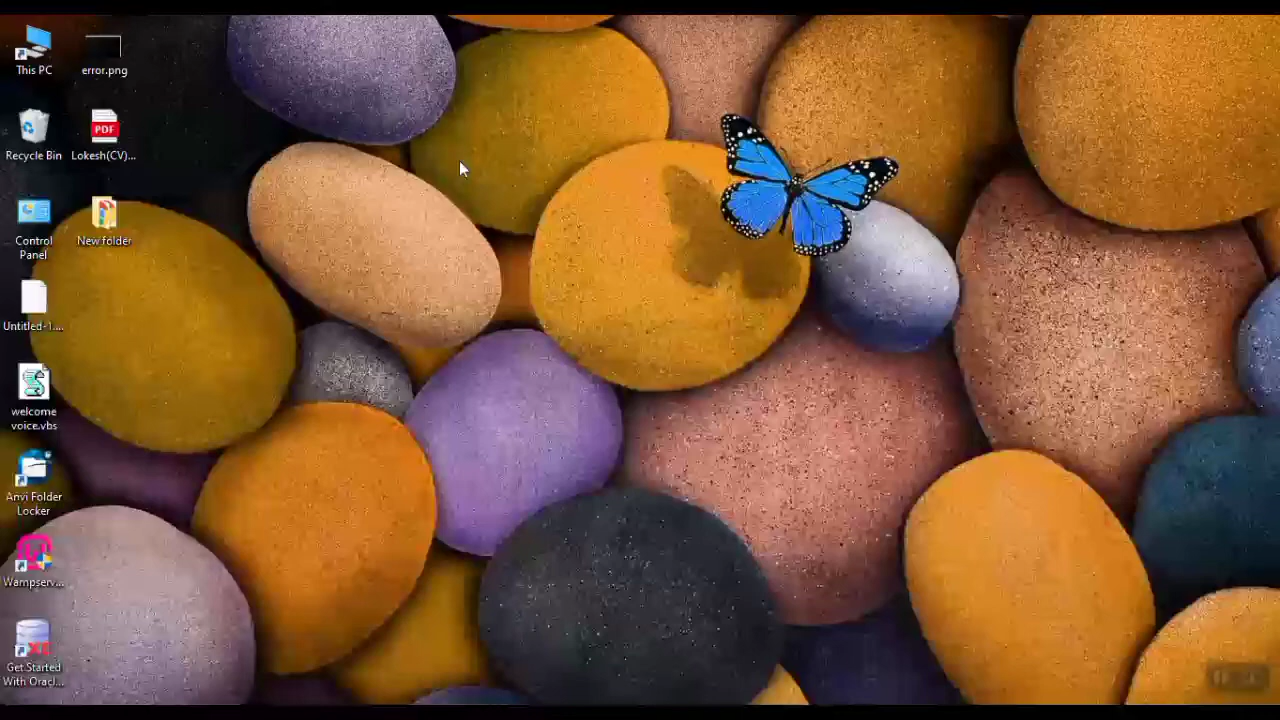 This PC
error.png
Recycle Bin
PDF
Lokesh(CV)...
Control
Panel
New folder
Untitled-1....
welcome
voice.vbs
Anvi Folder
Locker
Wampserv...
XE
Get Started
With Oracl...